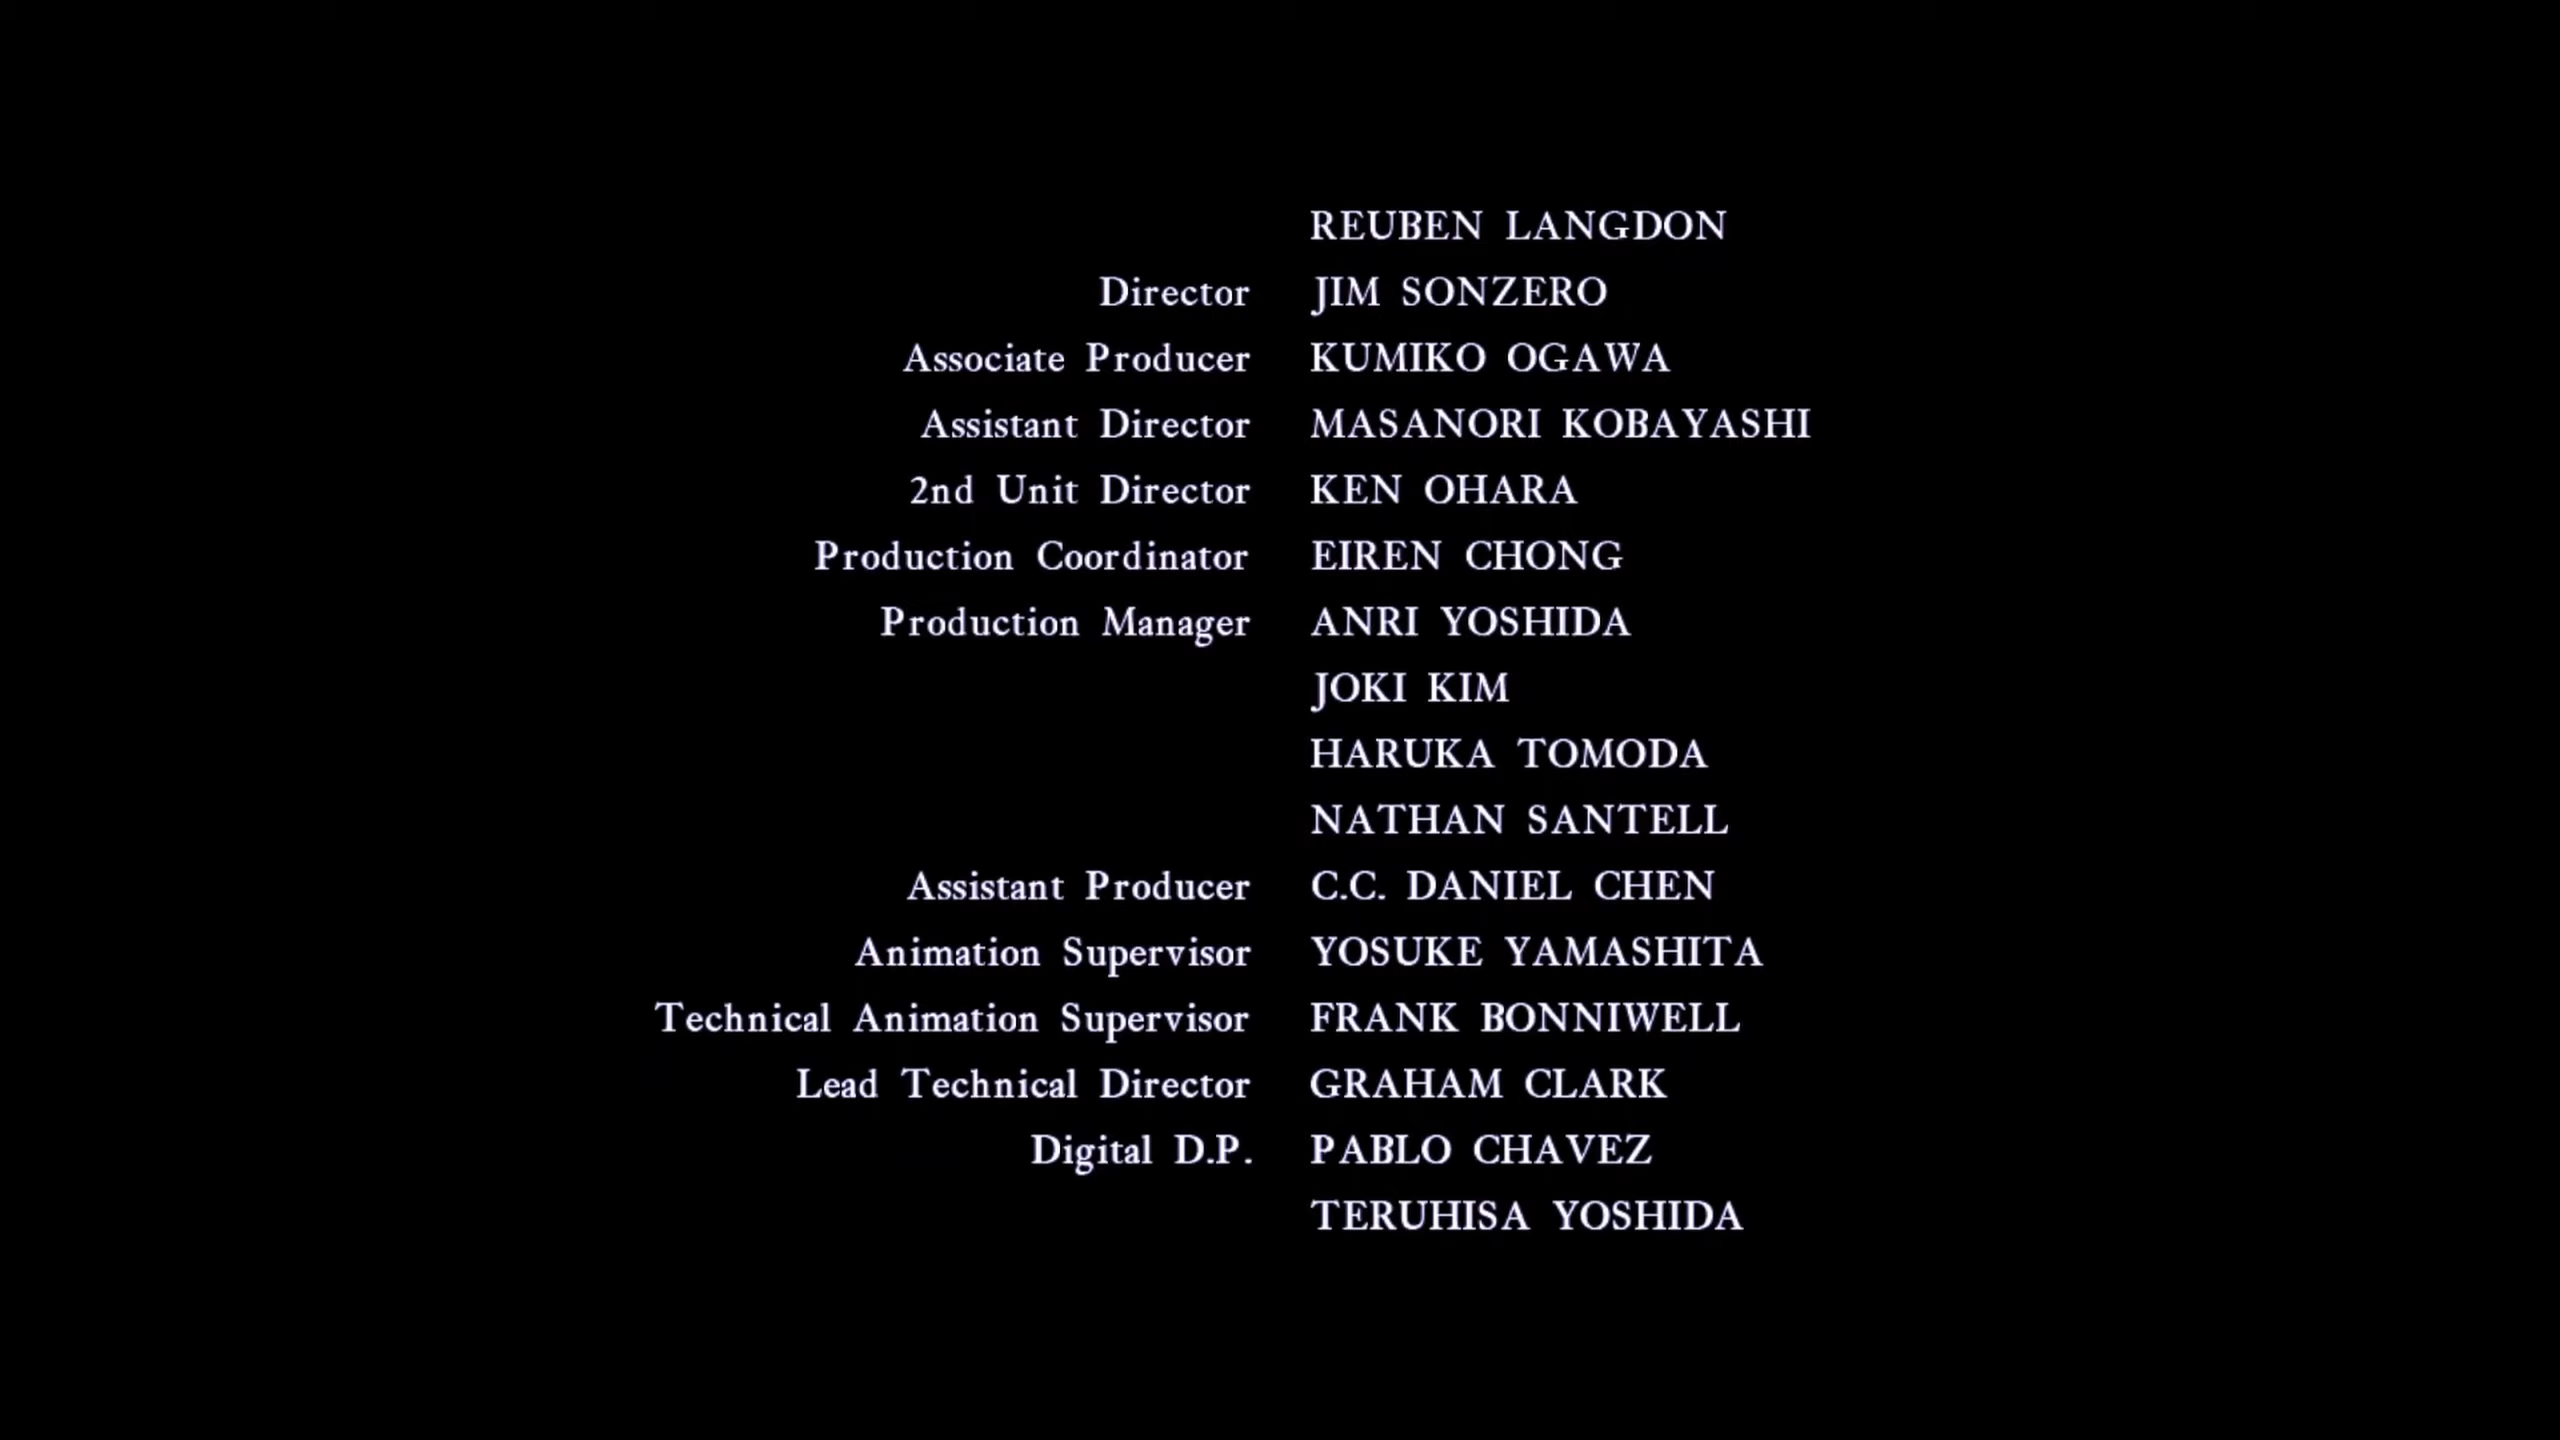 REUBEN LANGDON
Director JIM SONZERO
Associate Producer KUMIKO OGAWA
Assistant Director MASANORI KOBAYASHI
2nd Unit Director KEN OHARA
Production Coordinator EIREN CHONG
Production Manager ANRI YOSHIDA
JOKI KIM
HARUKA TOMODA
NATHAN SANTELL
Assistant Producer C.C. DANIEL CHEN
Animation Supervisor YOSUKE YAMASHITA
Technical Animation Supervisor FRANK BONNIWELL
Lead Technical Director GRAHAM CLARK
Digital D.P. PABLO CHAVEZ
TERUHISA YOSHIDA